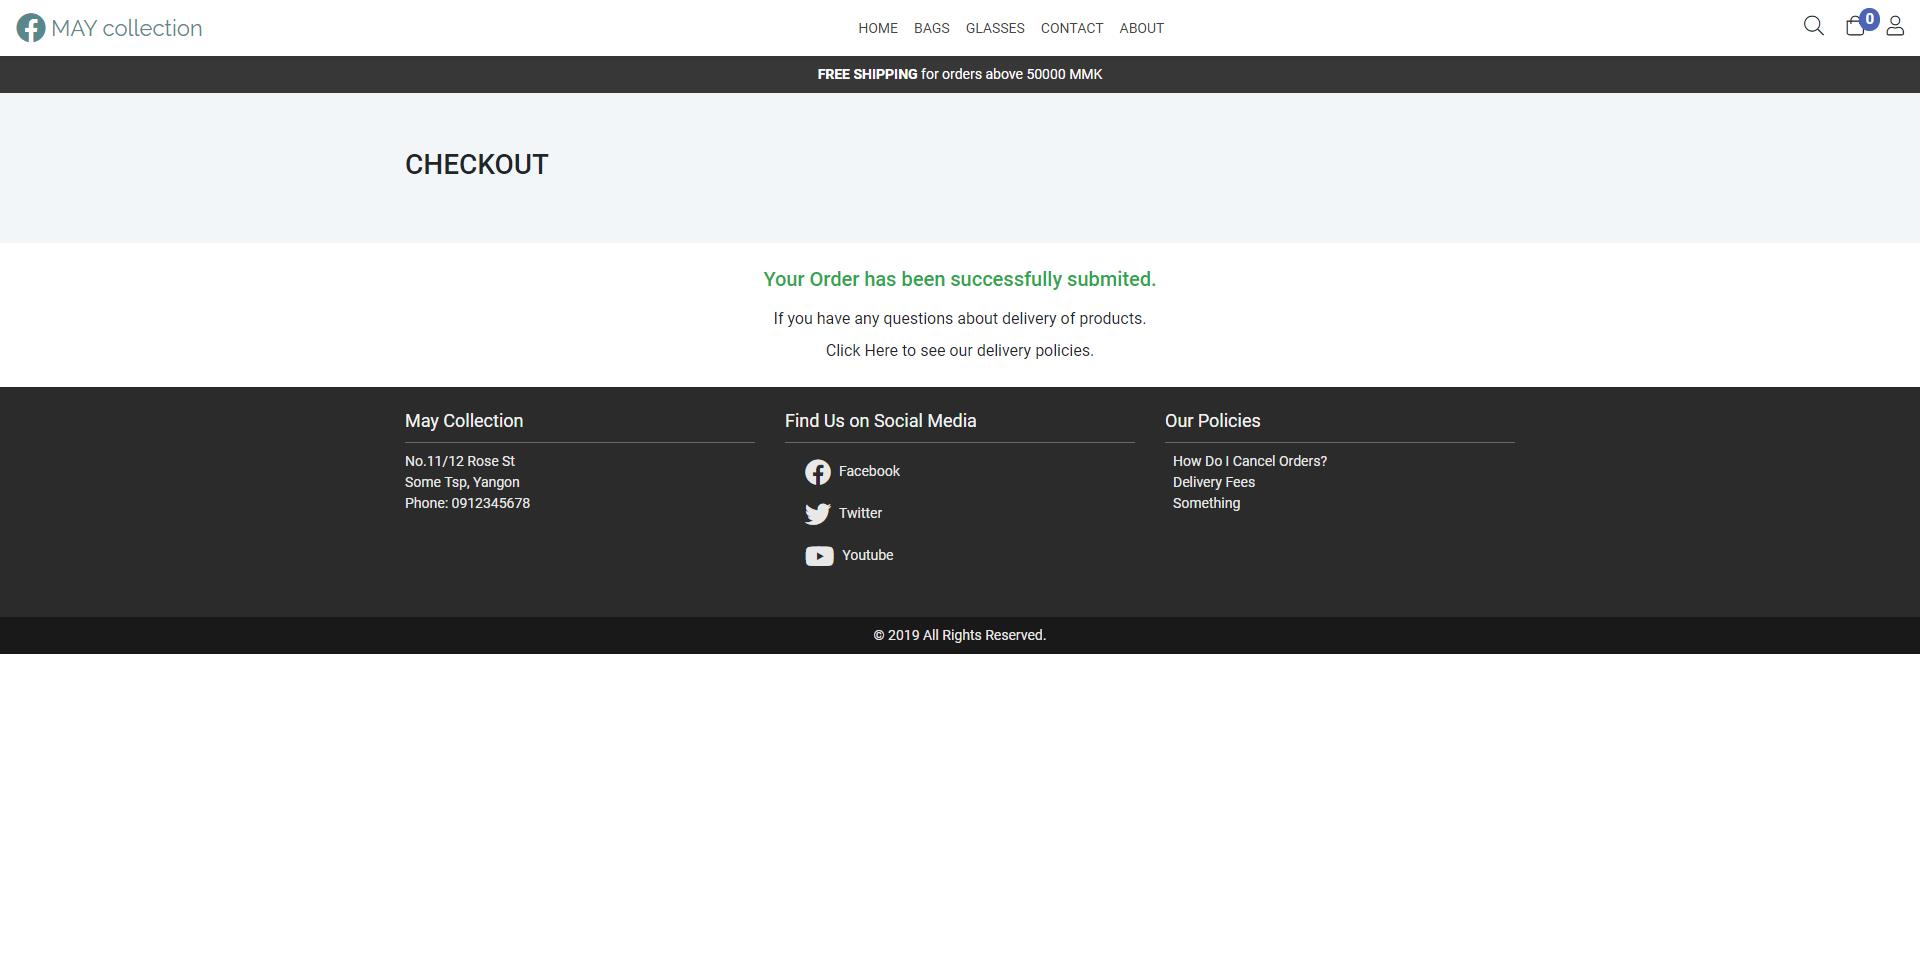 MAY collection
HOME BAGS GLASSES CONTACT ABOUT
0
FREE SHIPPING for orders above 50000 MMK
CHECKOUT
Your Order has been successfully submited.
If you have any questions about delivery of products.
Click Here to see our delivery policies.
May Collection
No.11/12 Rose St
Some Tsp, Yangon
Phone: 0912345678
Find Us on Social Media
Facebook
Twitter
Youtube
Our Policies
How Do I Cancel Orders?
Delivery Fees
Something
© 2019 All Rights Reserved.